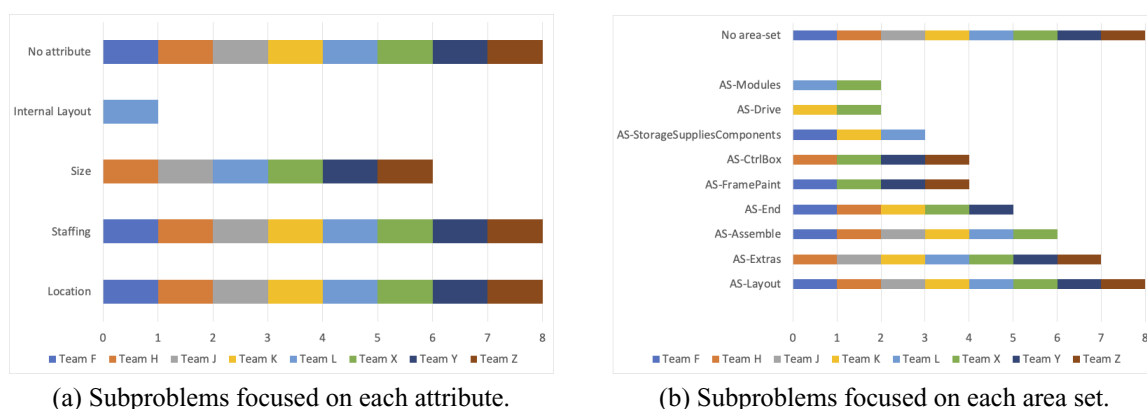 No attribute
Internal Layout
Size
Staffing
Location
0 1 2 3 4 5 6 7 8
Team F Team H Team J Team K Team L Team X Team Y Team Z
(a) Subproblems focused on each attribute.
No area-set
AS-Modules
AS-Drive
AS-StorageSuppliesComponents
AS-CtrlBox
AS-FramePaint
AS-End
AS-Assemble
AS-Extras
AS-Layout
0 1 2 3 4 5 6 7 8
Team F Team H Team J Team K Team L Team X Team Y Team Z
(b) Subproblems focused on each area set.